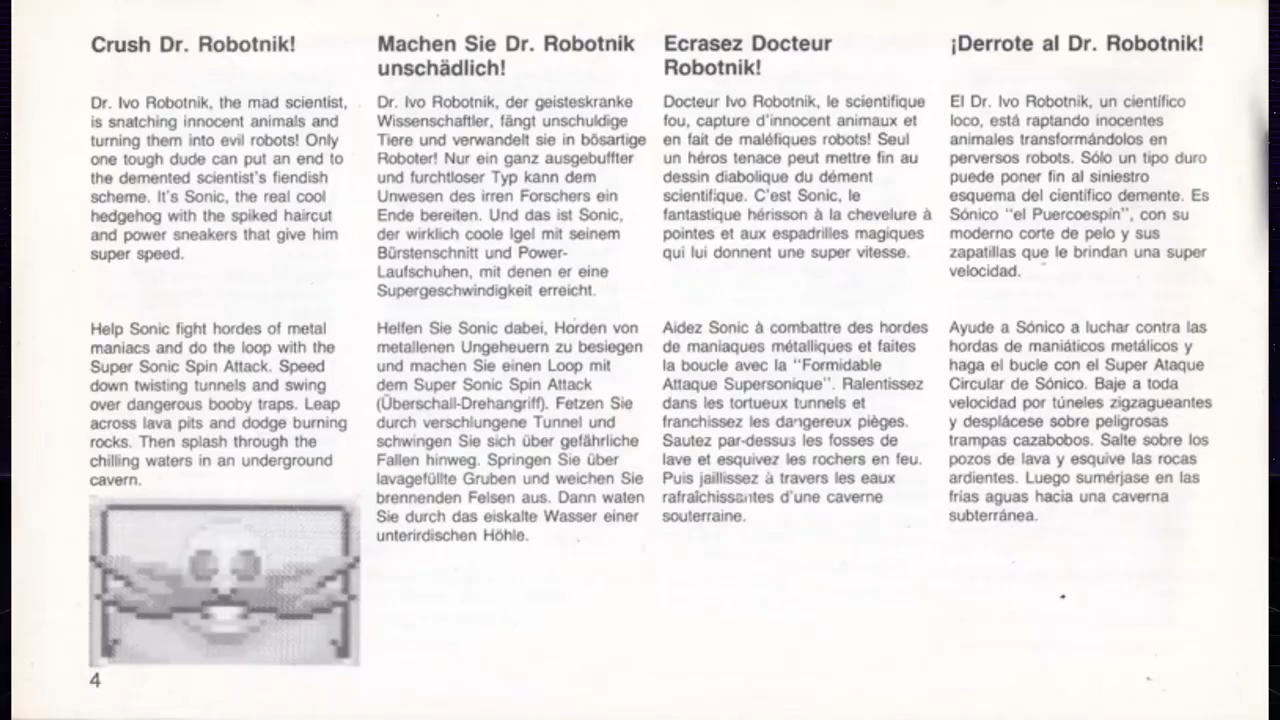 Crush Dr. Robotnik!
Dr. Ivo Robotnik, the mad scientist,
is snatching innocent animals and
turning them into evil robots! Only
one tough dude can put an end to
the demented scientist's fiendish
scheme. It's Sonic, the real cool
hedgehog with the spiked haircut
and power sneakers that give him
super speed.
Help Sonic fight hordes of metal
maniacs and do the loop with the
Super Sonic Spin Attack. Speed
down twisting tunnels and swing
over dangerous booby traps. Leap
across lava pits and dodge burning
rocks. Then splash through the
chilling waters in an underground
cavern.
Machen Sie Dr. Robotnik
unschädlich!
Dr. Ivo Robotnik, der geisteskranke
Wissenschaftler, fängt unschuldige
Tiere und verwandelt sie in bösartige
Roboter! Nur ein ganz ausgebuffter
und furchtloser Typ kann dem
Unwesen des irren Forschers ein
Ende bereiten. Und das ist Sonic,
der wirklich coole Igel mit seinem
Bürstenschnitt und Power-
Laufschuhen, mit denen er eine
Supergeschwindigkeit erreicht.
Helfen Sie Sonic dabei, Horden von
metallenen Ungeheuern zu besiegen
und machen Sie einen Loop mit
dem Super Sonic Spin Attack
(Überschall-Drehangriff). Fetzen Sie
durch verschlungene Tunnel und
schwingen Sie sich über gefährliche
Fallen hinweg. Springen Sie über
lavagefüllte Gruben und weichen Sie
brennenden Felsen aus. Dann waten
Sie durch das eiskalte Wasser einer
unterirdischen Höhle.
Ecrasez Docteur
Robotnik!
Docteur Ivo Robotnik, le scientifique
fou, capture d'innocent animaux et
en fait de maléfiques robots! Seul
un héros tenace peut mettre fin au
dessin diabolique du dément
scientifique. C'est Sonic, le
fantastique hérisson à la chevelure à
pointes et aux espadrilles magiques
qui lui donnent une super vitesse.
Aidez Sonic à combattre des hordes
de maniaques métalliques et faites
la boucle avec la "Formidable
Attaque Supersonique". Ralentissez
dans les tortueux tunnels et
franchissez les dangereux pièges.
Sautez par-dessus les fosses de
lave et esquivez les rochers en feu.
Puis jaillissez à travers les eaux
rafraîchissantes d'une caverne
souterraine.
¡Derrote al Dr. Robotnik!
El Dr. Ivo Robotnik, un científico
loco, está raptando inocentes
animales transformándolos en
perversos robots. Sólo un tipo duro
puede poner fin al siniestro
esquema del científico demente. Es
Sónico "el Puercoespín", con su
moderno corte de pelo y sus
zapatillas que le brindan una super
velocidad.
Ayude a Sónico a luchar contra las
hordas de maniáticos metálicos y
haga el bucle con el Super Ataque
Circular de Sónico. Baje a toda
velocidad por túneles zigzagueantes
y desplácese sobre peligrosas
trampas cazabobos. Salte sobre los
pozos de lava y esquive las rocas
ardientes. Luego sumérjase en las
frías aguas hacia una caverna
subterránea.
4